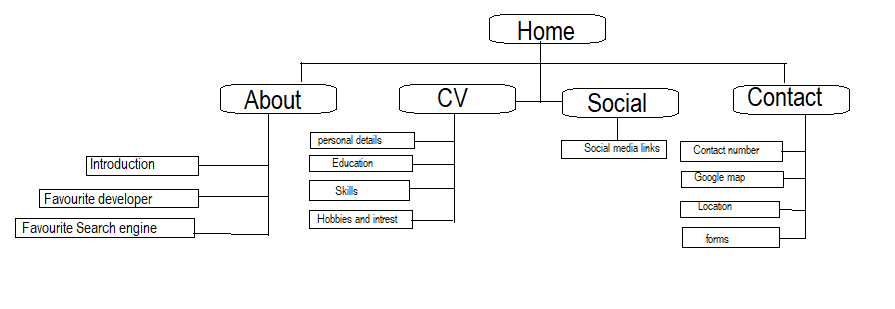 Home
About
CV
Social
Contact
Introduction
Favourite developer
Favourite Search engine
personal details
Education
Skills
Hobbies and intrest
Social media links
Contact number
Google map
Location
forms